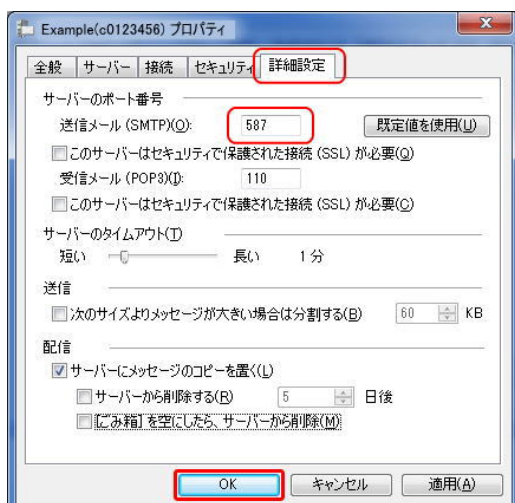 Example(c0123456) プロパティ
全般 サーバー 接続 セキュリティ 詳細設定
サーバーのポート番号
送信メール (SMTP)(O): 587 既定値を使用(U)
このサーバーはセキュリティで保護された接続 (SSL) が必要(Q)
受信メール (POP3)(I): 110
このサーバーはセキュリティで保護された接続 (SSL) が必要(C)
サーバーのタイムアウト(T)
短い 長い 1 分
送信
次のサイズよりメッセージが大きい場合は分割する(B) 60 KB
配信
サーバーにメッセージのコピーを置く(L)
サーバーから削除する(R) 5 日後
[ごみ箱] を空にしたら、サーバーから削除(M)
OK キャンセル 適用(A)